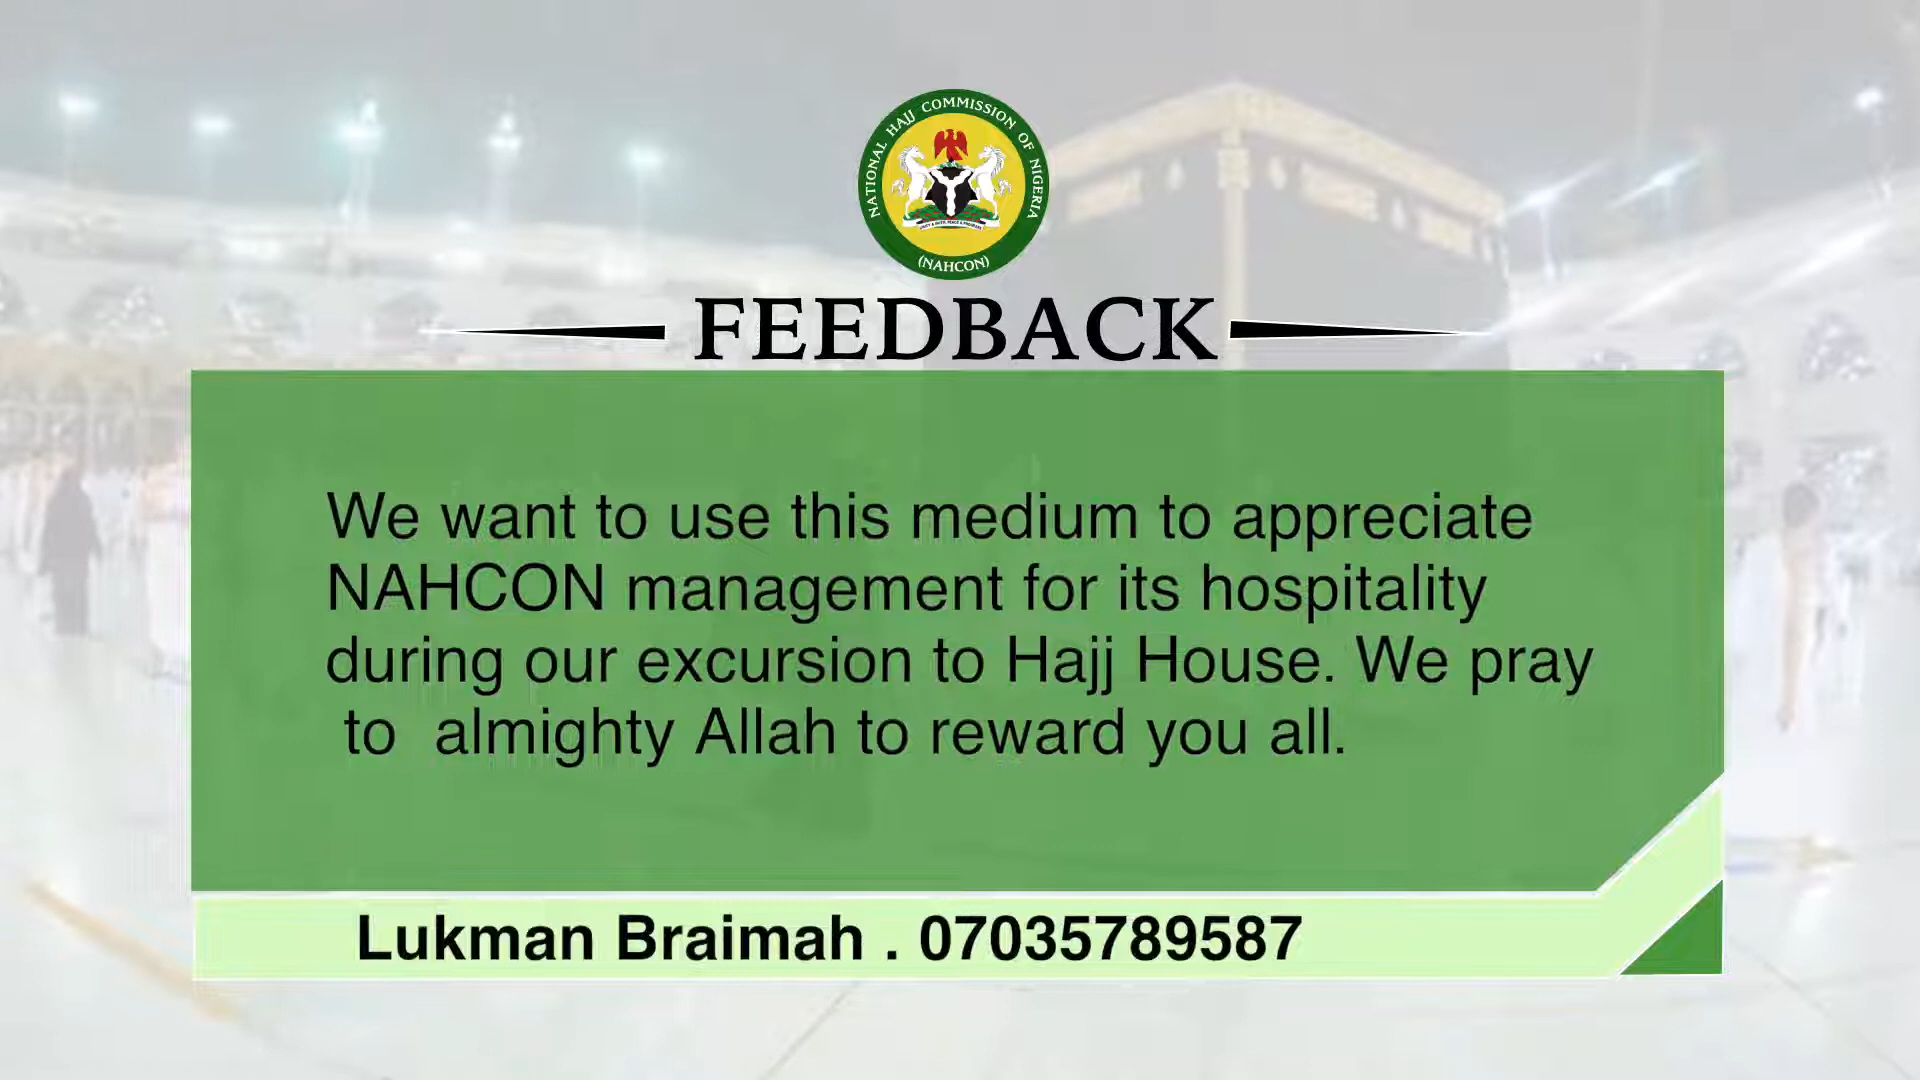 NATIONAL HAJJ COMMISSION OF NIGERIA
(NAHCON)
FEEDBACK
We want to use this medium to appreciate
NAHCON management for its hospitality
during our excursion to Hajj House. We pray
to almighty Allah to reward you all.
Lukman Braimah . 07035789587